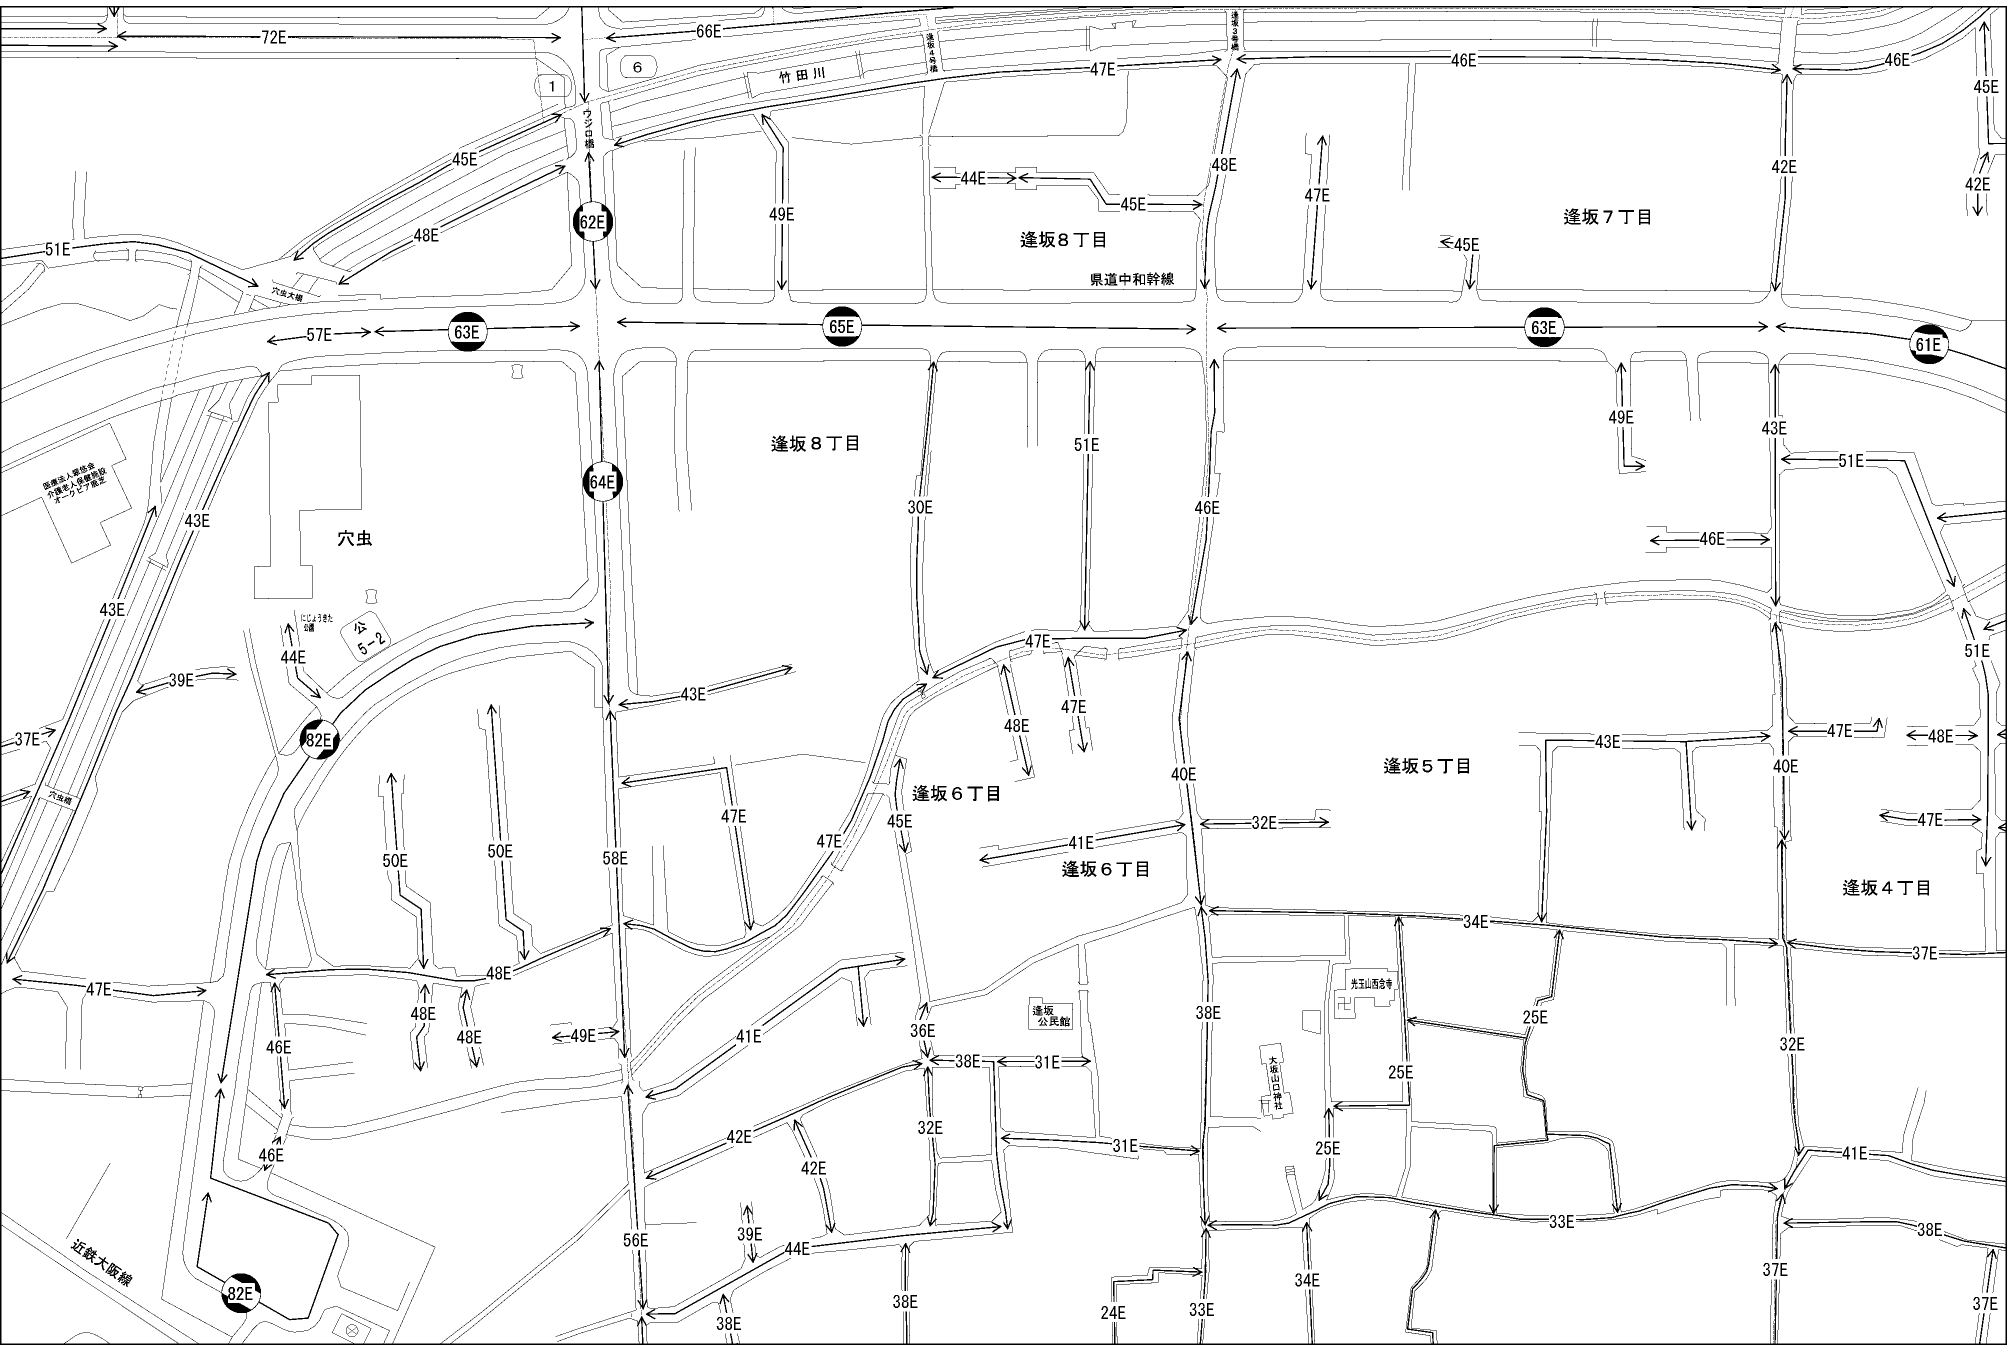 72E
66E
6
1
竹田川
逢坂4号橋
逢坂3号橋
47E
46E
46E
45E
ウジロ橋
45E
48E
42E
44E
45E
47E
42E
62E
49E
逢坂7丁目
48E
51E
逢坂8丁目
45E
県道中和幹線
穴虫大橋
57E
63E
65E
63E
61E
49E
43E
逢坂8丁目
51E
51E
医療法人翠悠会
介護老人保健施設
オークピア鹿芝
64E
43E
30E
46E
穴虫
46E
43E
にじょうきた
公園
公
5-2
44E
47E
51E
39E
43E
48E
47E
37E
82E
47E
48E
43E
逢坂5丁目
40E
40E
逢坂6丁目
穴虫橋
47E
45E
32E
47E
47E
41E
50E
50E
58E
逢坂6丁目
逢坂4丁目
34E
37E
48E
47E
光玉山西念寺
48E
48E
逢坂
公民館
38E
25E
36E
49E
41E
46E
32E
38E
31E
大坂山口神社
25E
32E
42E
31E
25E
41E
46E
42E
33E
38E
39E
56E
44E
近鉄大阪線
37E
34E
82E
38E
24E
33E
37E
38E